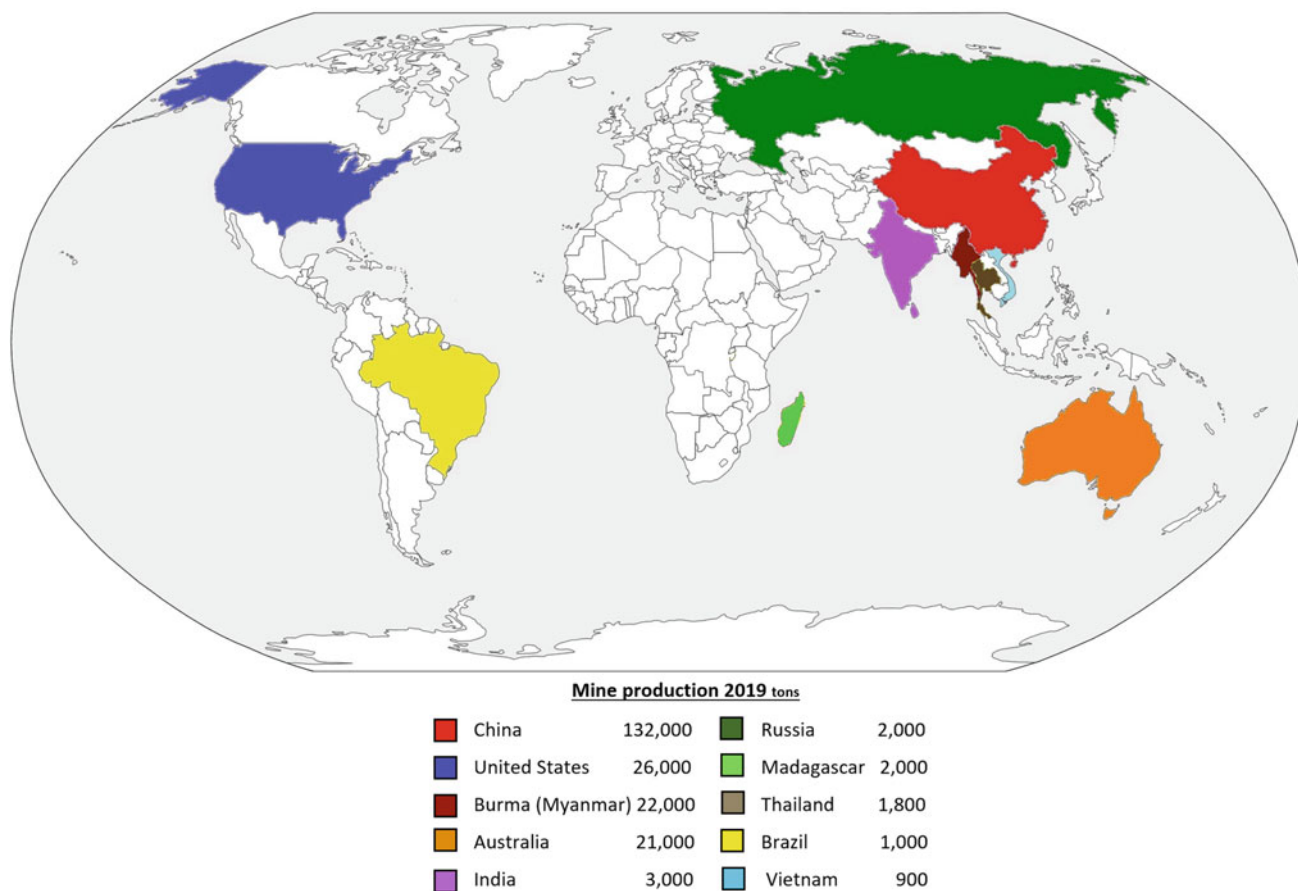 Mine production 2019 tons
China 132,000
United States 26,000
Burma (Myanmar) 22,000
Australia 21,000
India 3,000
Russia 2,000
Madagascar 2,000
Thailand 1,800
Brazil 1,000
Vietnam 900